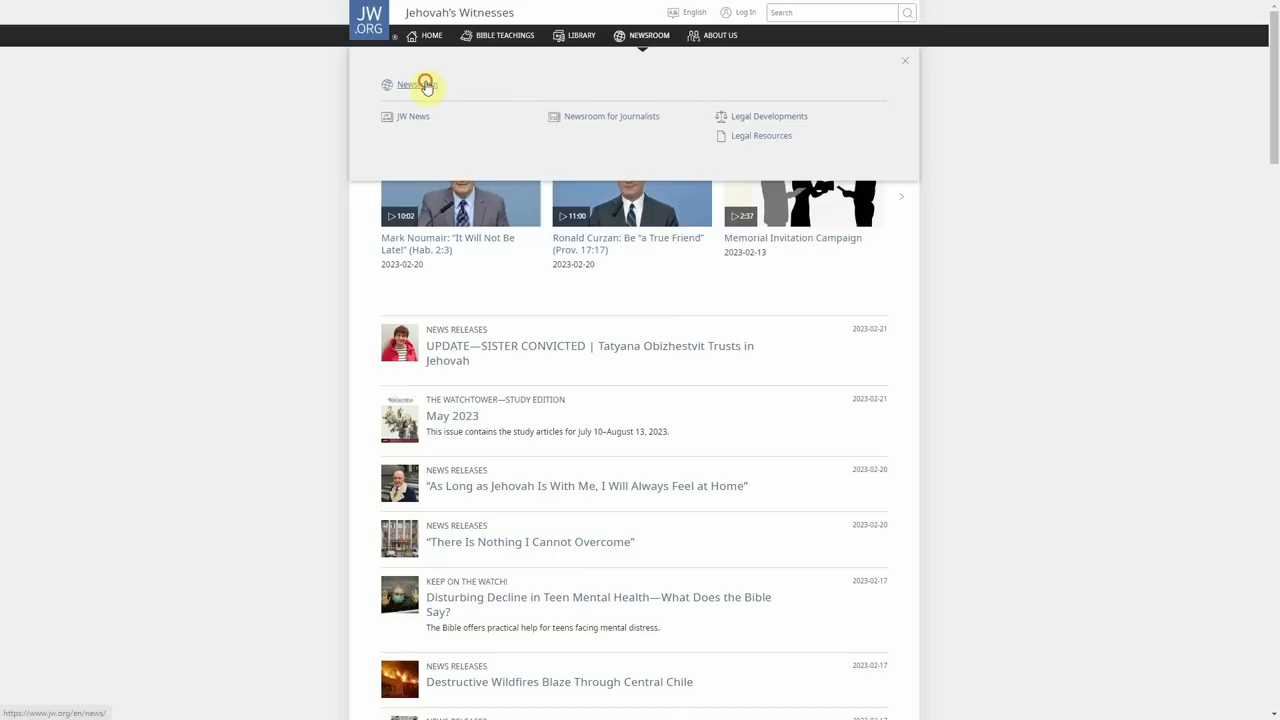 JW
.ORG
®
Jehovah's Witnesses
English
Log In
Search
HOME
BIBLE TEACHINGS
LIBRARY
NEWSROOM
ABOUT US
JW News
Newsroom for Journalists
Legal Developments
Legal Resources
10:02
11:00
2:37
Mark Noumair: “It Will Not Be
Late!” (Hab. 2:3)
2023-02-20
Ronald Curzan: Be “a True Friend”
(Prov. 17:17)
2023-02-20
Memorial Invitation Campaign
2023-02-13
NEWS RELEASES
2023-02-21
UPDATE—SISTER CONVICTED | Tatyana Obizhestvit Trusts in
Jehovah
THE WATCHTOWER—STUDY EDITION
2023-02-21
May 2023
This issue contains the study articles for July 10–August 13, 2023.
NEWS RELEASES
2023-02-20
“As Long as Jehovah Is With Me, I Will Always Feel at Home”
NEWS RELEASES
2023-02-20
“There Is Nothing I Cannot Overcome”
KEEP ON THE WATCH!
2023-02-17
Disturbing Decline in Teen Mental Health—What Does the Bible
Say?
The Bible offers practical help for teens facing mental distress.
NEWS RELEASES
2023-02-17
Destructive Wildfires Blaze Through Central Chile
https://www.jw.org/en/news/